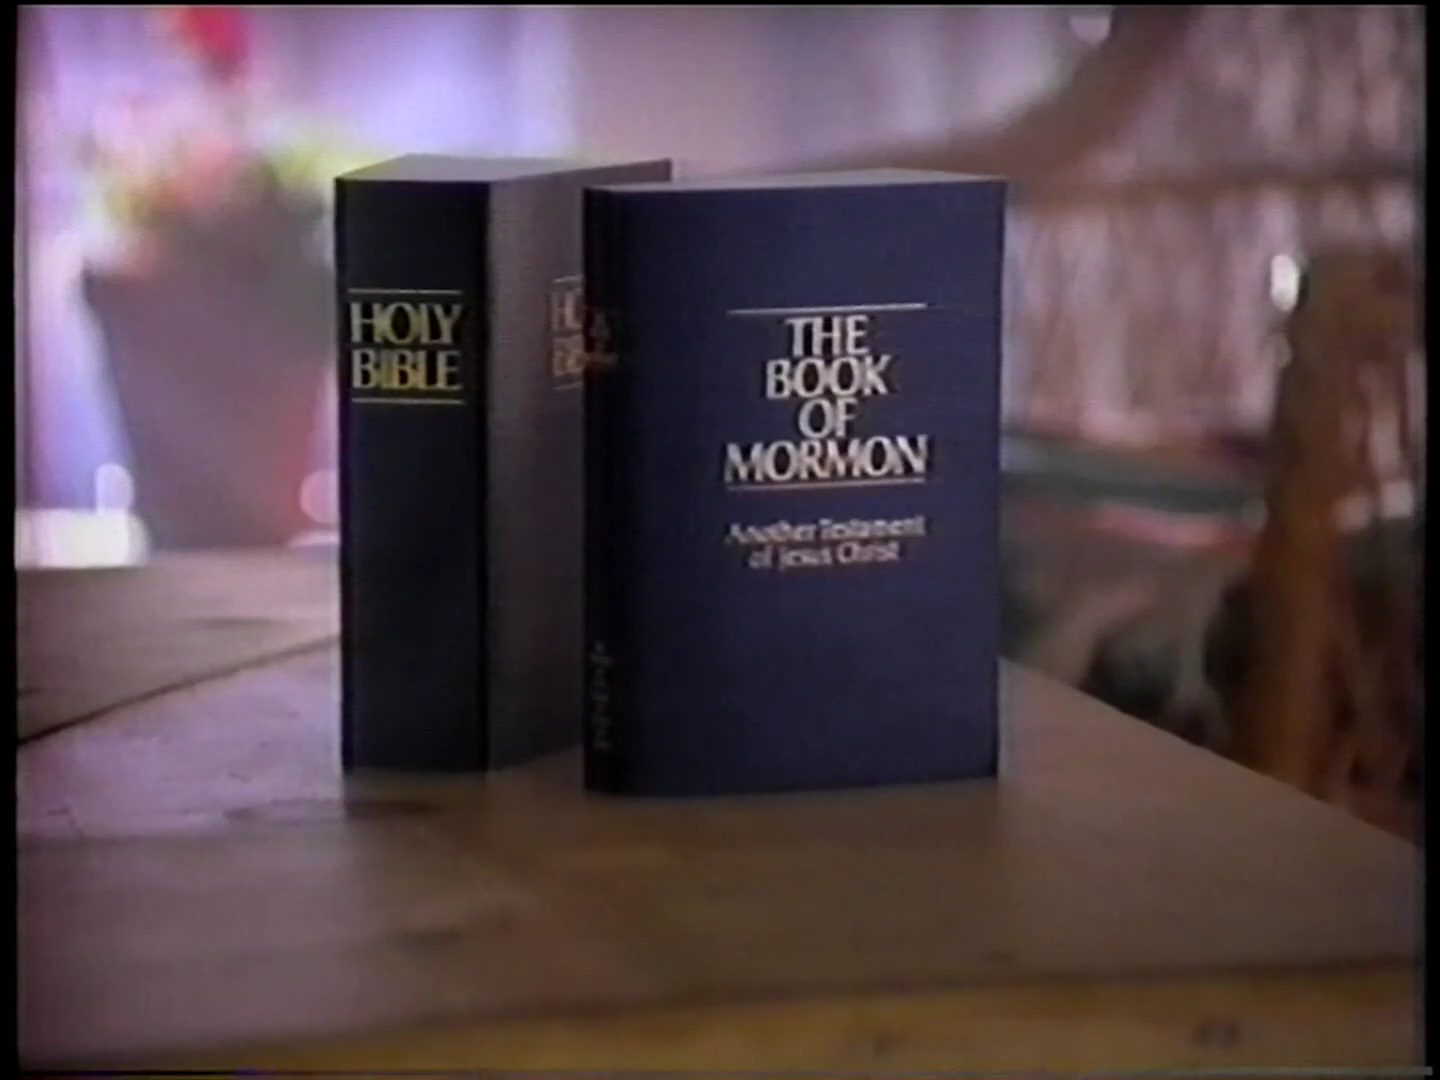 HOLY
BIBLE
THE
BOOK
OF
MORMON
Another Testament
of Jesus Christ